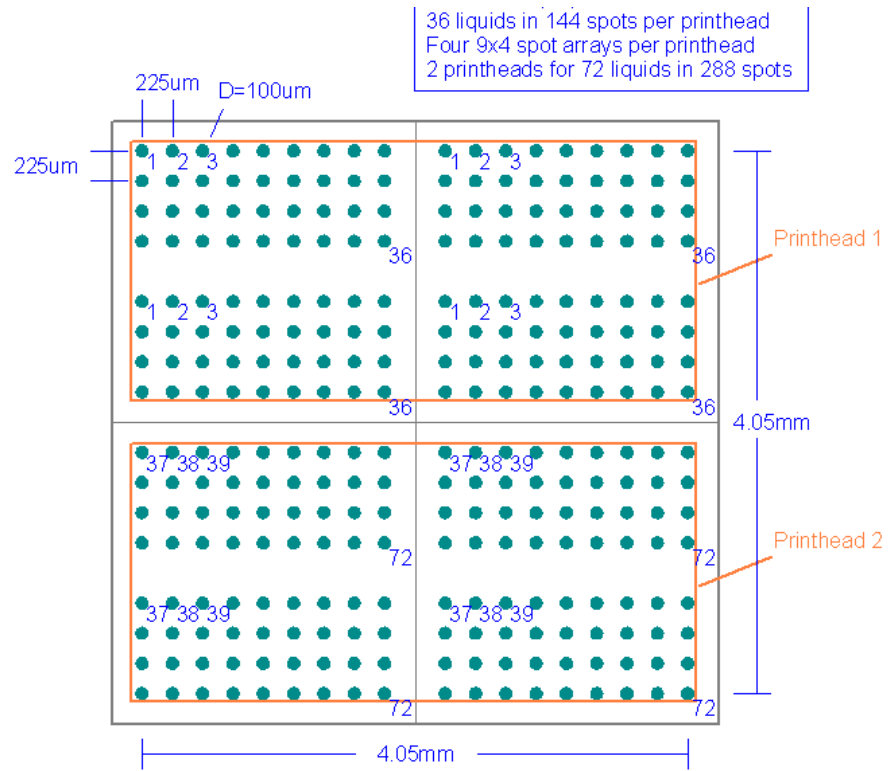 36 liquids in 144 spots per printhead
Four 9x4 spot arrays per printhead
2 printheads for 72 liquids in 288 spots
225um
D=100um
225um
1 2 3
1 2 3
36
36
Printhead 1
1 2 3
1 2 3
36
36
4.05mm
37 38 39
37 38 39
72
72
Printhead 2
37 38 39
37 38 39
72
72
4.05mm